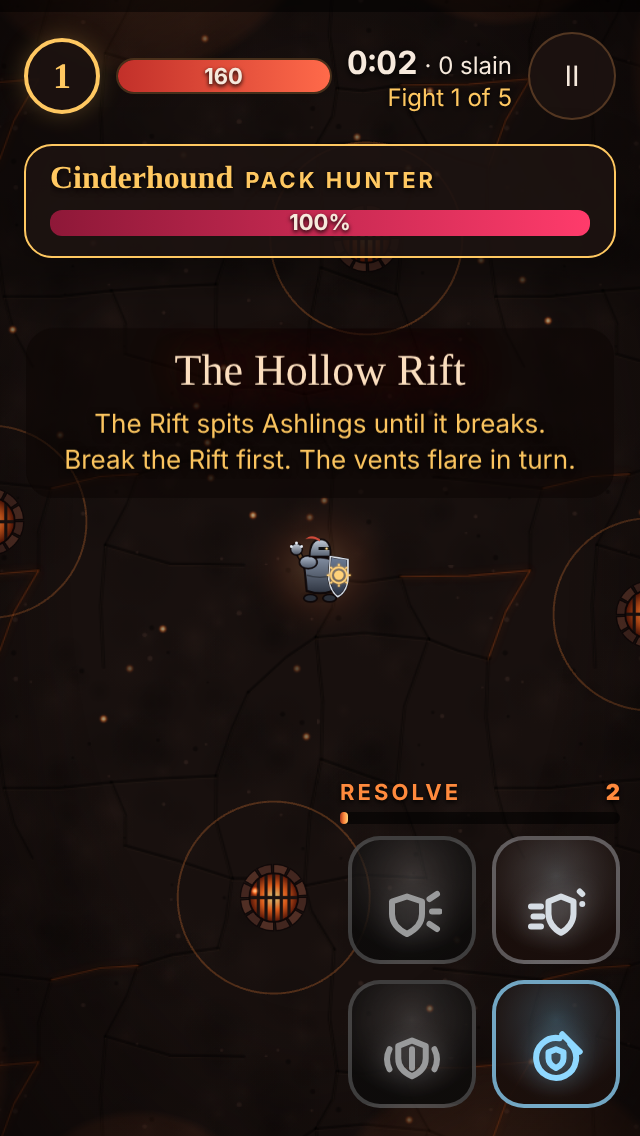 1
160
0:02 · 0 slain
Fight 1 of 5
Cinderhound PACK HUNTER
100%
The Hollow Rift
The Rift spits Ashlings until it breaks.
Break the Rift first. The vents flare in turn.
RESOLVE 2